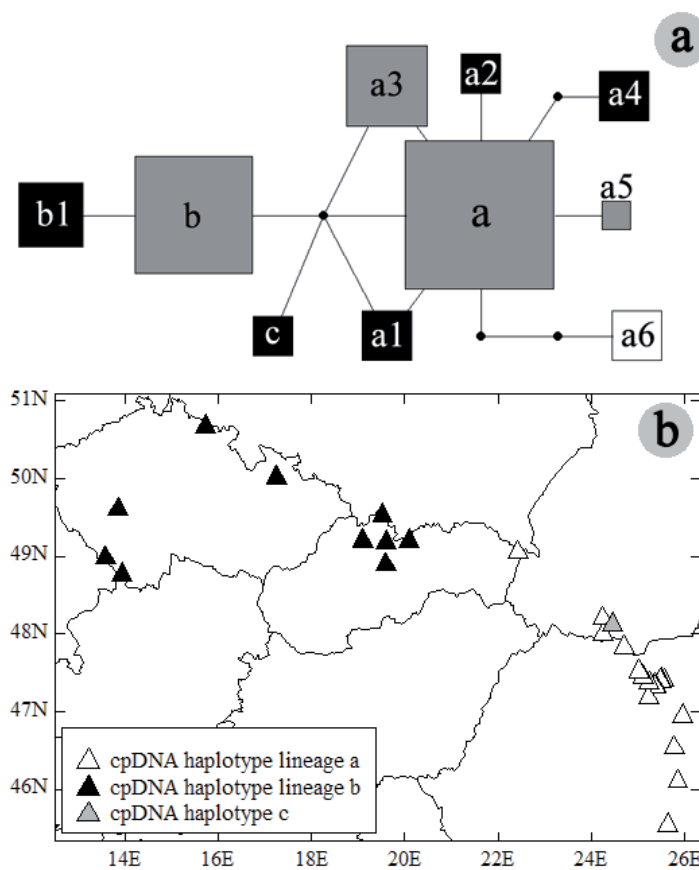 a
a3
a2
a4
b1
b
a
a5
c
a1
a6
b
51N
50N
49N
48N
47N
46N
cpDNA haplotype lineage a
cpDNA haplotype lineage b
cpDNA haplotype c
14E 16E 18E 20E 22E 24E 26E